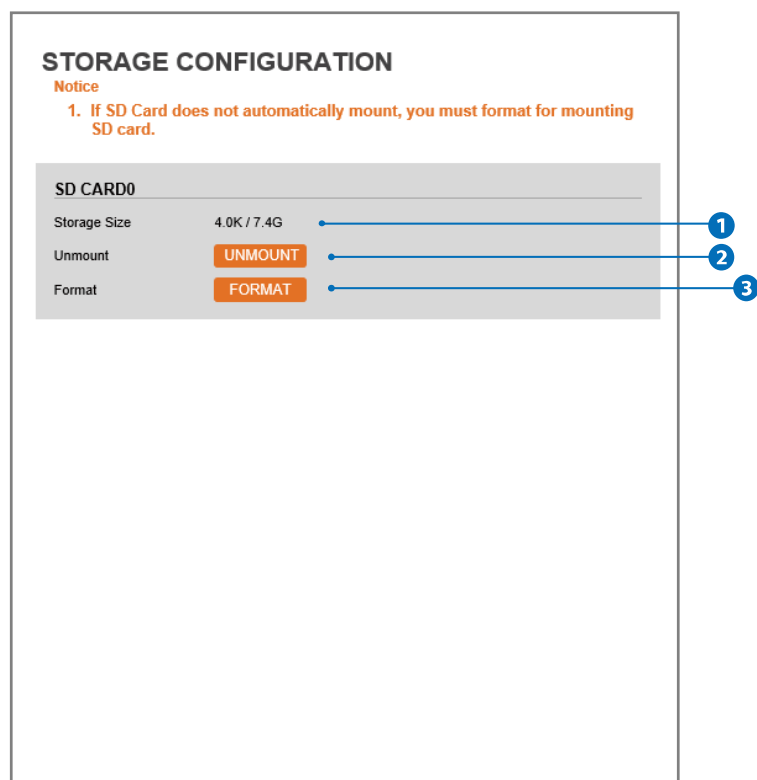 STORAGE CONFIGURATION
Notice
1. If SD Card does not automatically mount, you must format for mounting
SD card.
SD CARD0
Storage Size 4.0K / 7.4G 1
Unmount UNMOUNT 2
Format FORMAT 3